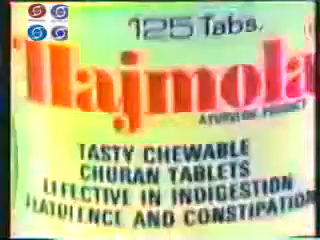 125 Tabs.
Hajmola
AYURVEDIC PRODUCT
TASTY CHEWABLE
CHURAN TABLETS
EFFECTIVE IN INDIGESTION
FLATULENCE AND CONSTIPATION